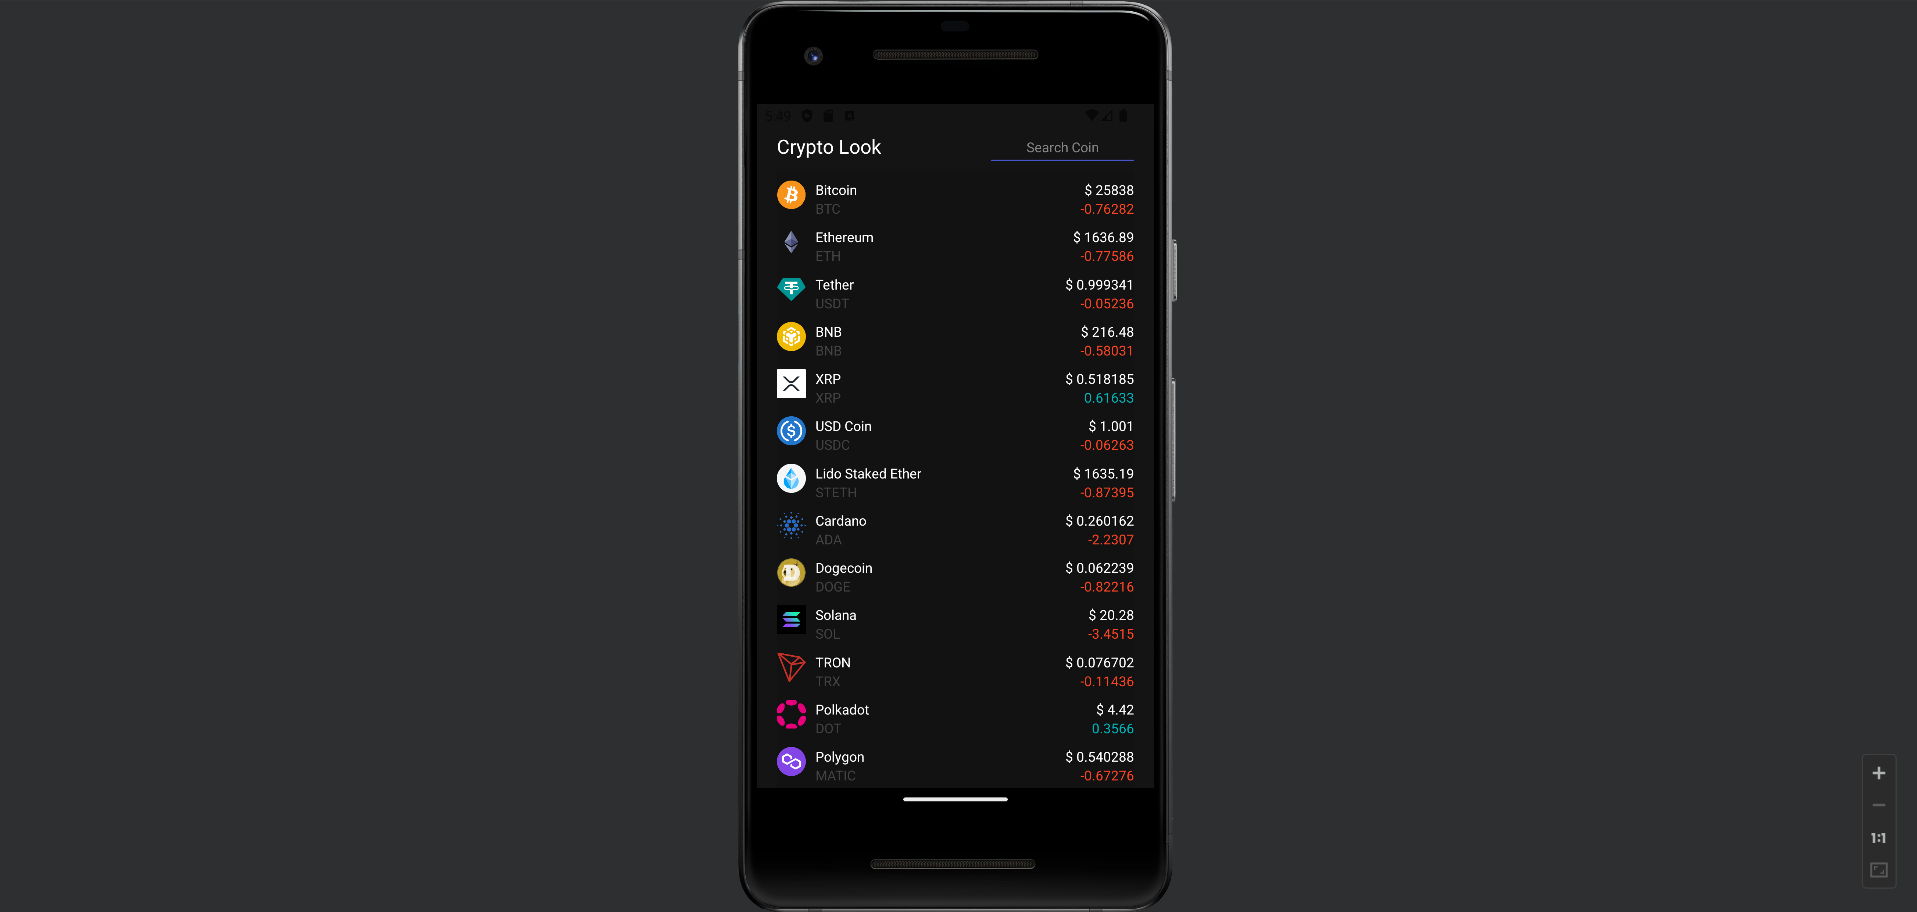 5:49
Crypto Look
Search Coin
Bitcoin $ 25838
BTC -0.76282
Ethereum $ 1636.89
ETH -0.77586
Tether $ 0.999341
USDT -0.05236
BNB $ 216.48
BNB -0.58031
XRP $ 0.518185
XRP 0.61633
USD Coin $ 1.001
USDC -0.06263
Lido Staked Ether $ 1635.19
STETH -0.87395
Cardano $ 0.260162
ADA -2.2307
Dogecoin $ 0.062239
DOGE -0.82216
Solana $ 20.28
SOL -3.4515
TRON $ 0.076702
TRX -0.11436
Polkadot $ 4.42
DOT 0.3566
Polygon $ 0.540288
MATIC -0.67276
1:1